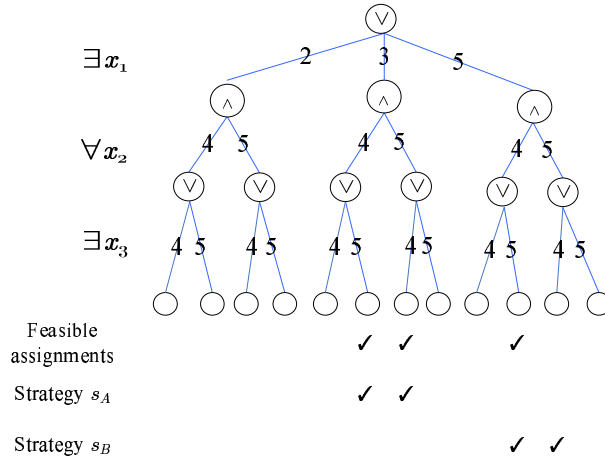 ∨
∃x₁ 2 3 5
∧ ∧ ∧
∀x₂ 4 5 4 5 4 5
∨ ∨ ∨ ∨ ∨ ∨
∃x₃ 4 5 4 5 4 5 4 5 4 5 4 5
Feasible
assignments ✓ ✓ ✓
Strategy s_A ✓ ✓
Strategy s_B ✓ ✓